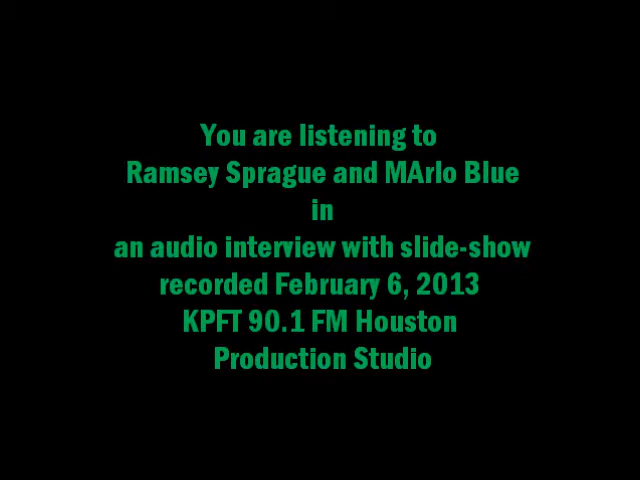 You are listening to
Ramsey Sprague and MArlo Blue
in
an audio interview with slide-show
recorded February 6, 2013
KPFT 90.1 FM Houston
Production Studio